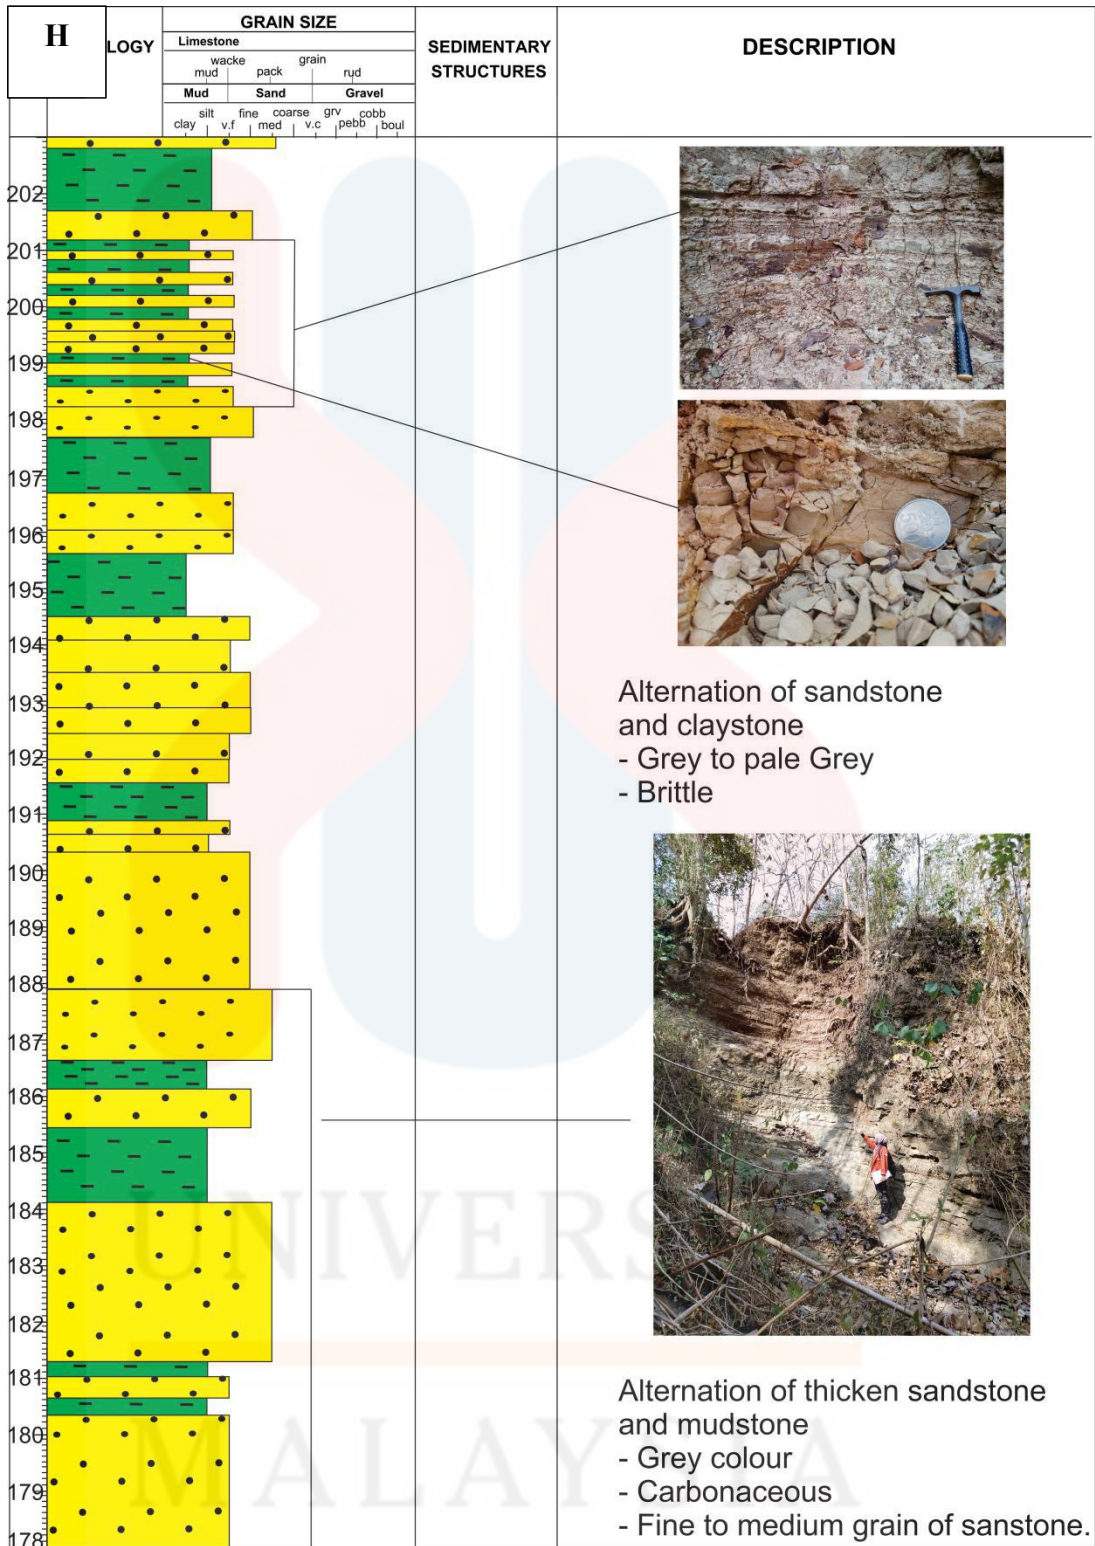 H
LOGY
GRAIN SIZE
Limestone
wacke grain
mud pack rud
Mud Sand Gravel
silt fine coarse grv cobb
clay v.f med v.c pebb boul
SEDIMENTARY
STRUCTURES
DESCRIPTION
202
201
200
199
198
197
196
195
194
193
192
191
190
189
188
187
186
185
184
183
182
181
180
179
178
Alternation of sandstone
and claystone
- Grey to pale Grey
- Brittle
Alternation of thicken sandstone
and mudstone
- Grey colour
- Carbonaceous
- Fine to medium grain of sanstone.
UNIVERS
MALAYSIA